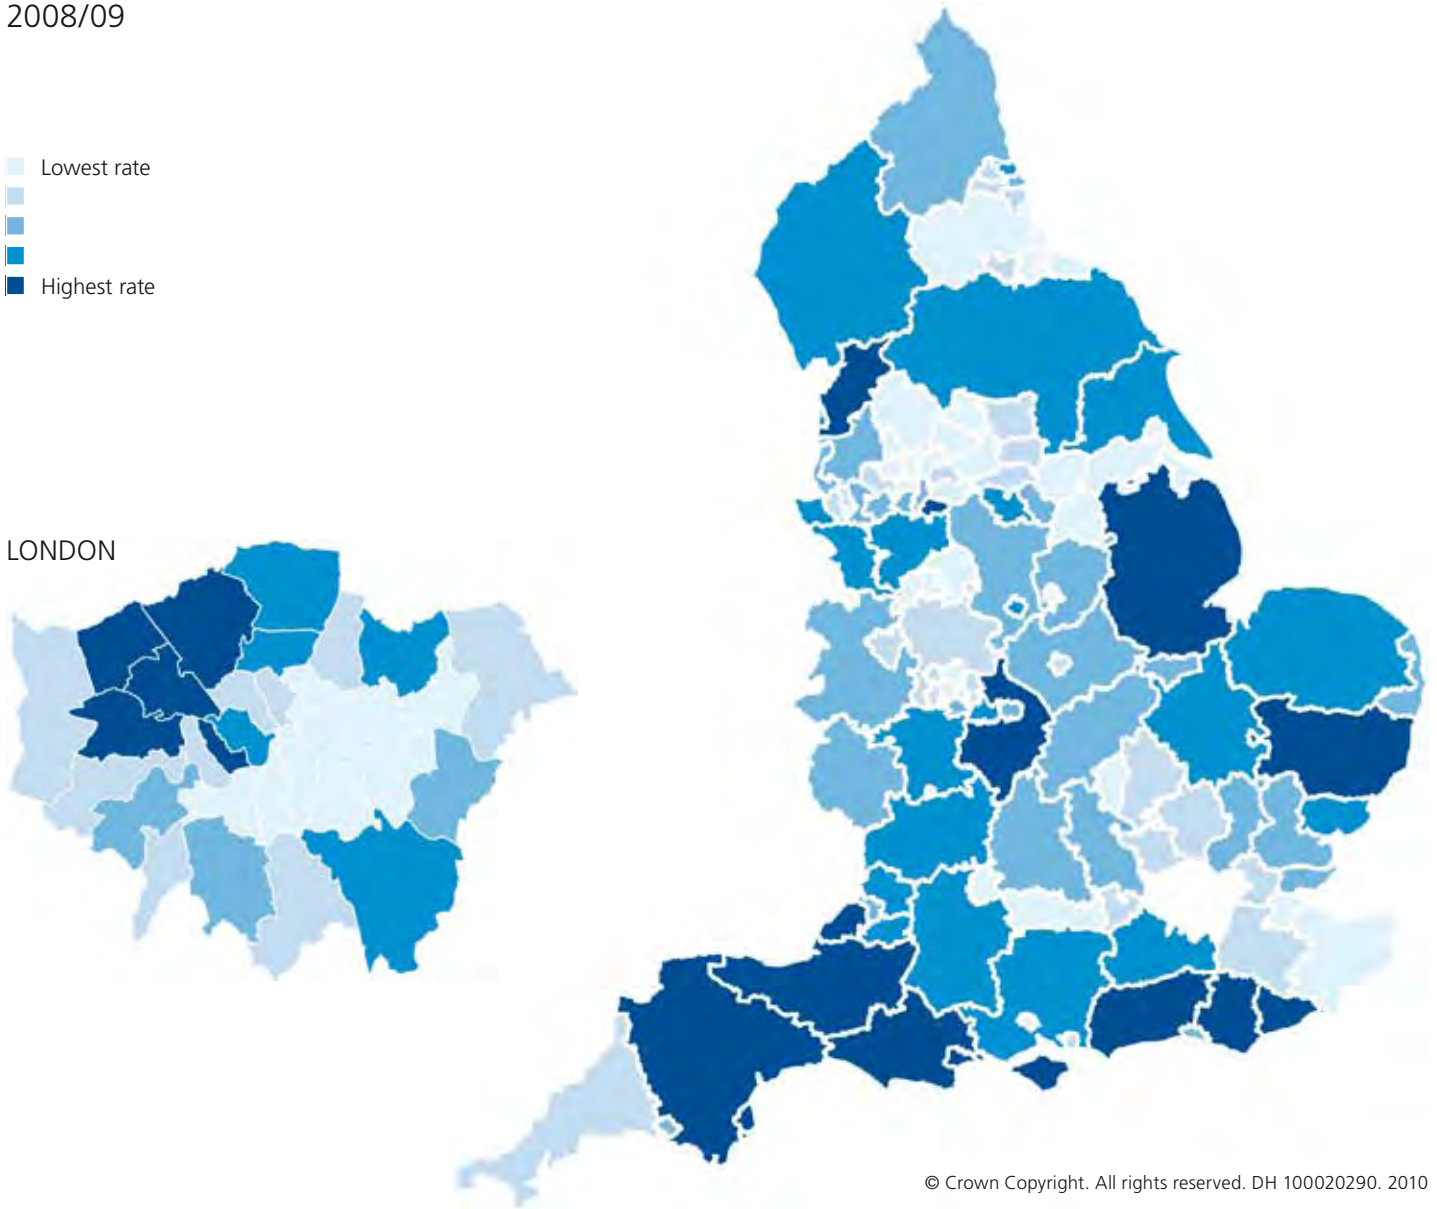 2008/09
Lowest rate
Highest rate
LONDON
© Crown Copyright. All rights reserved. DH 100020290. 2010